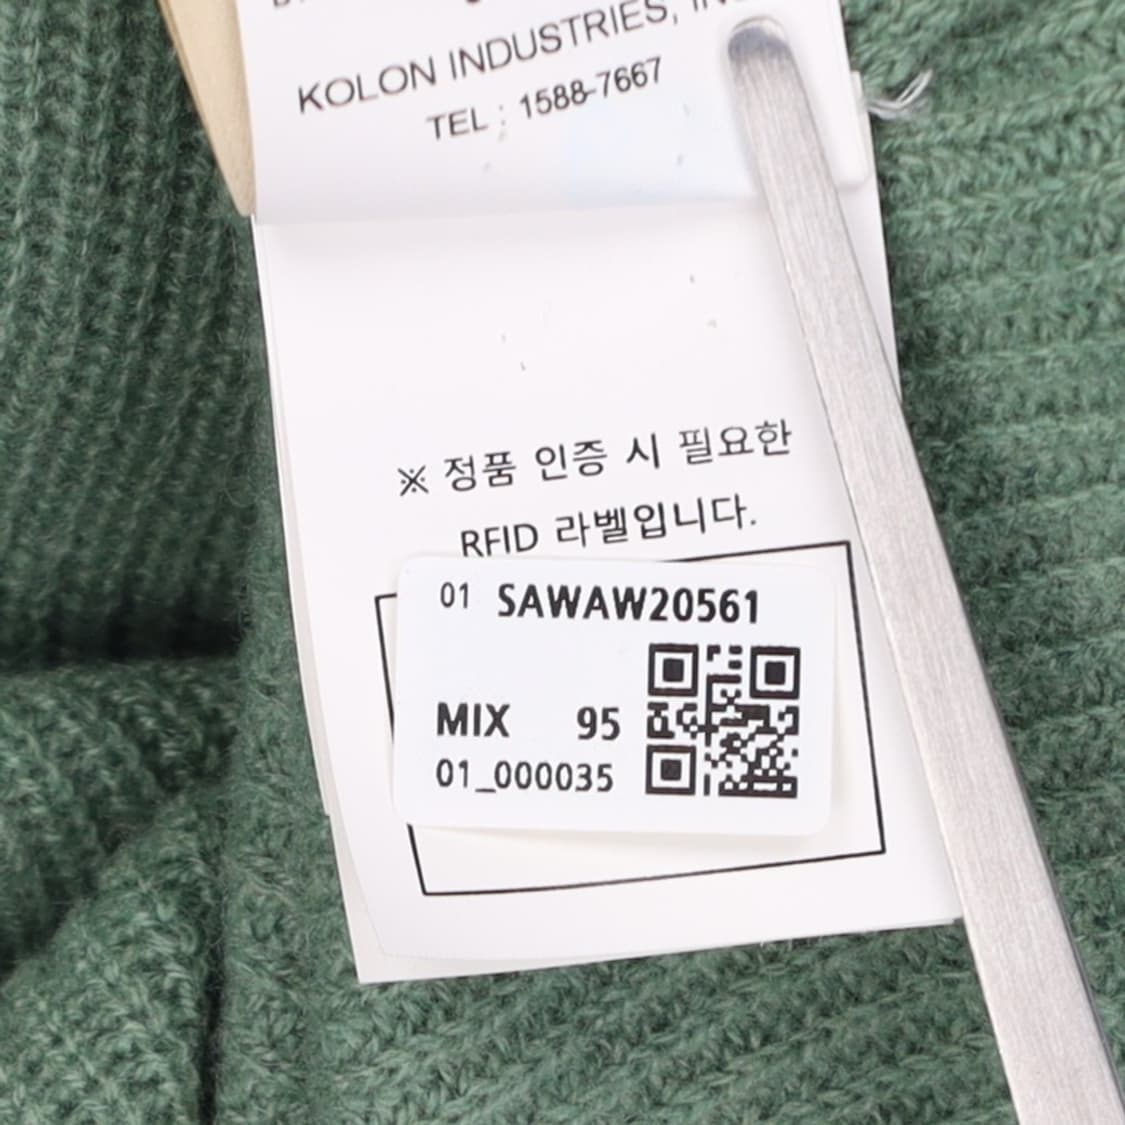 KOLON INDUSTRIES,
TEL : 1588-7667
※ 정품 인증 시 필요한
RFID 라벨입니다.
01 SAWAW20561
MIX 95
01_000035